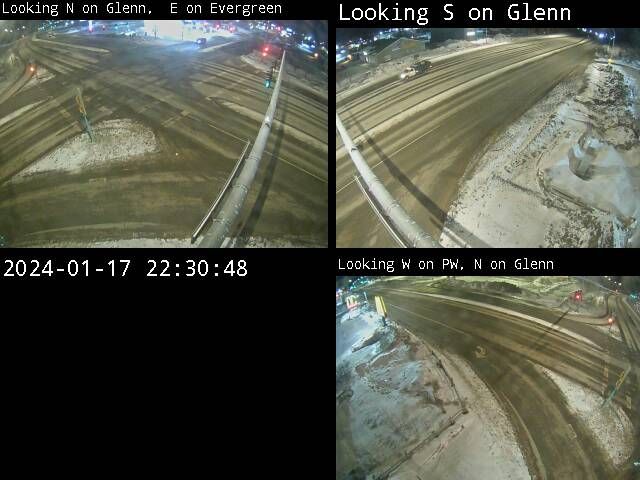 Looking N on Glenn,  E on Evergreen
Looking S on Glenn
2024-01-17 22:30:48
Looking W on PW, N on Glenn